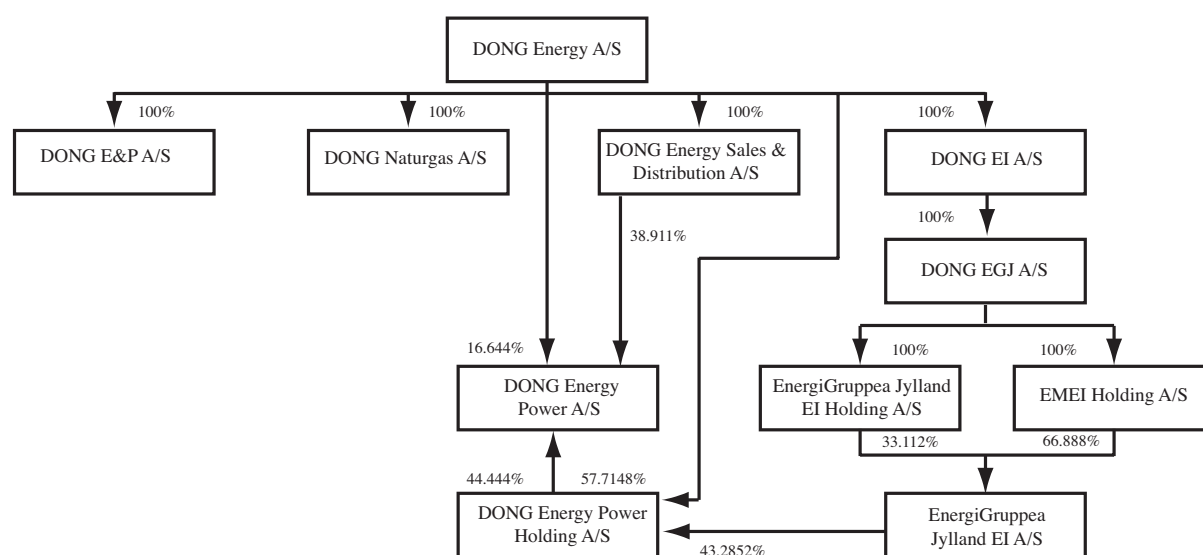 DONG Energy A/S
100%
100%
100%
100%
DONG E&P A/S
DONG Naturgas A/S
DONG Energy Sales &
Distribution A/S
DONG EI A/S
100%
38.911%
DONG EGJ A/S
16.644%
100%
100%
DONG Energy
Power A/S
EnergiGruppea Jylland
EI Holding A/S
EMEI Holding A/S
33.112%
66.888%
44.444%
57.7148%
DONG Energy Power
Holding A/S
EnergiGruppea
Jylland EI A/S
43.2852%